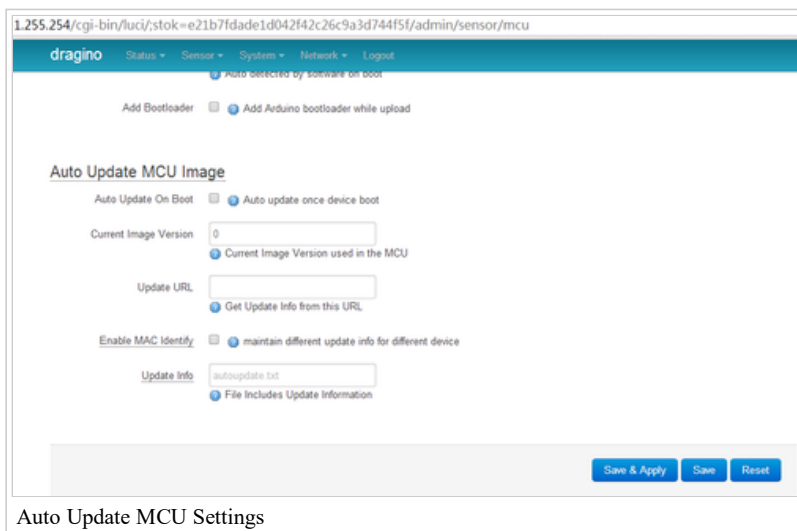 1.255.254/cgi-bin/luci/;stok=e21b7fdade1d042f42c26c9a3d744f5f/admin/sensor/mcu
dragino Status Sensor System Network Logout
Auto detected by software on boot
Add Bootloader Add Arduino bootloader while upload
Auto Update MCU Image
Auto Update On Boot Auto update once device boot
Current Image Version 0
Current Image Version used in the MCU
Update URL
Get Update Info from this URL
Enable MAC Identify maintain different update info for different device
Update Info autoupdate.txt
File Includes Update Information
Save & Apply Save Reset
Auto Update MCU Settings